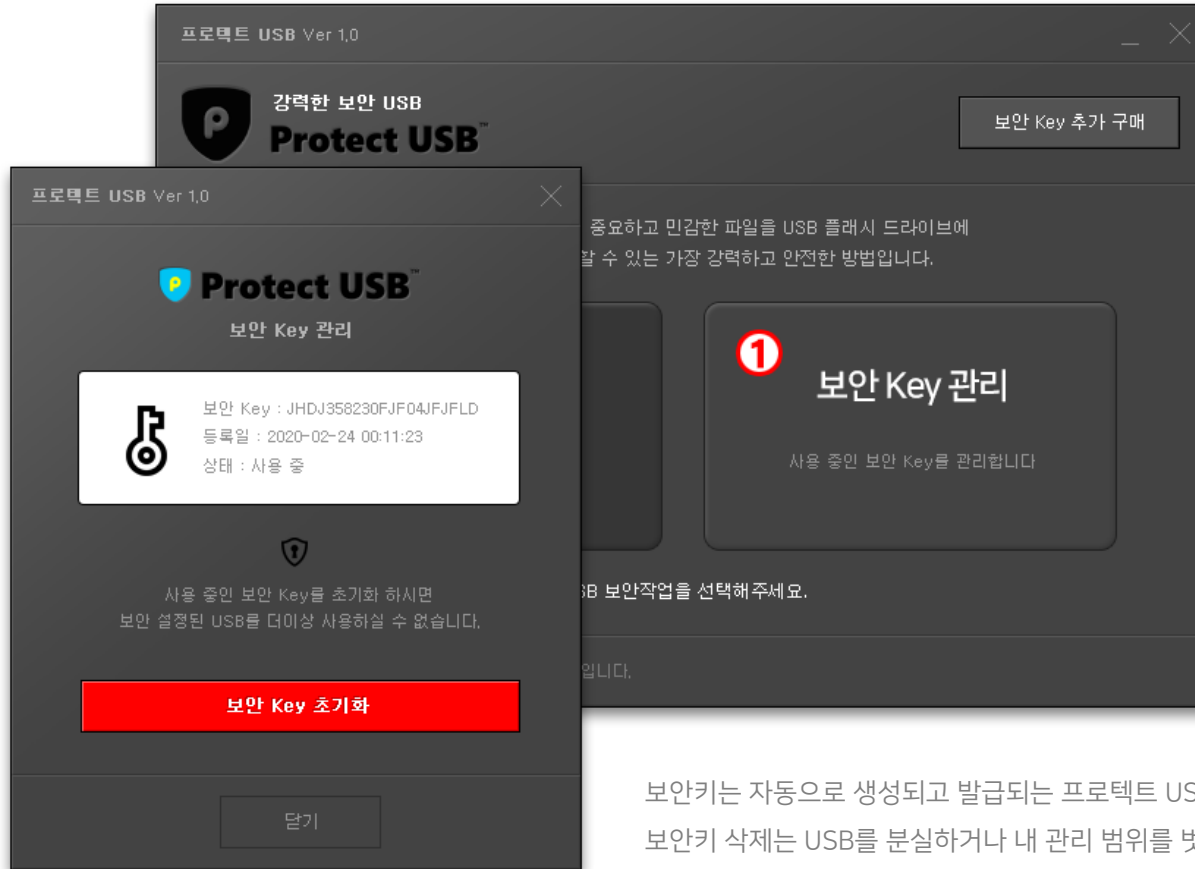 프로텍트 USB Ver 1.0
강력한 보안 USB
Protect USB™
보안 Key 추가 구매
중요하고 민감한 파일을 USB 플래시 드라이브에
할 수 있는 가장 강력하고 안전한 방법입니다.
1
보안 Key 관리
사용 중인 보안 Key를 관리합니다
보안작업을 선택해주세요.
입니다.
프로텍트 USB Ver 1.0
Protect USB™
보안 Key 관리
보안 Key : JHDJ358230FJF04JFJFLD
등록일 : 2020-02-24 00:11:23
상태 : 사용 중
사용 중인 보안 Key를 초기화 하시면
보안 설정된 USB를 더이상 사용하실 수 없습니다.
보안 Key 초기화
닫기
보안키는 자동으로 생성되고 발급되는 프로텍트
보안키 삭제는 USB를 분실하거나 내 관리 범위를